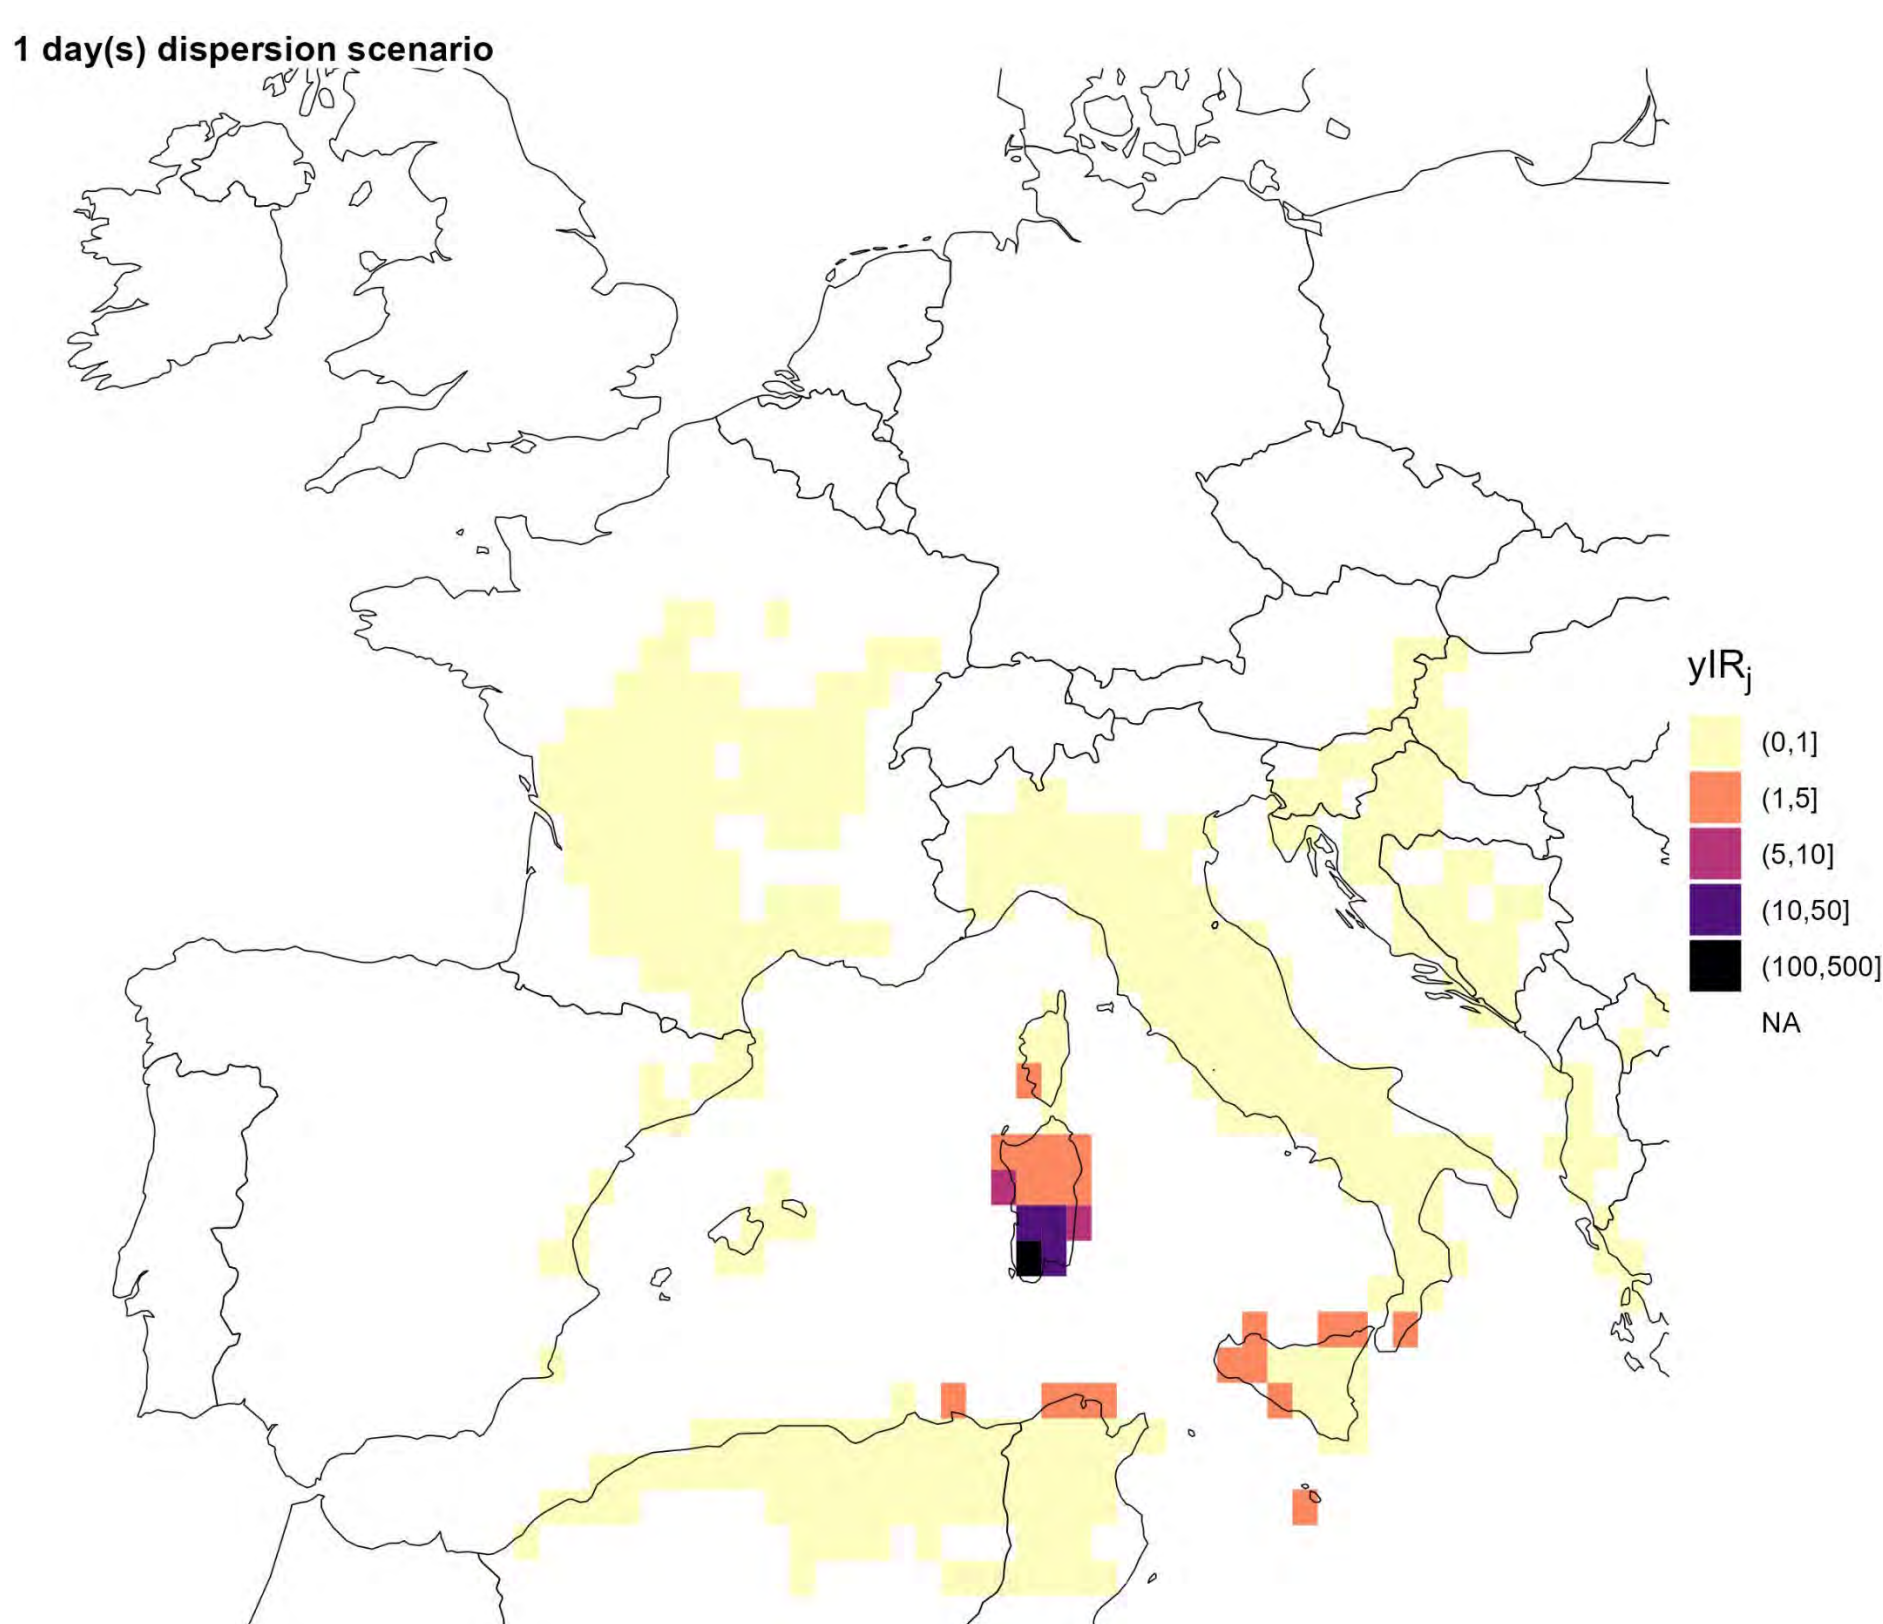 1 day(s) dispersion scenario
yIRj
(0,1]
(1,5]
(5,10]
(10,50]
(100,500]
NA